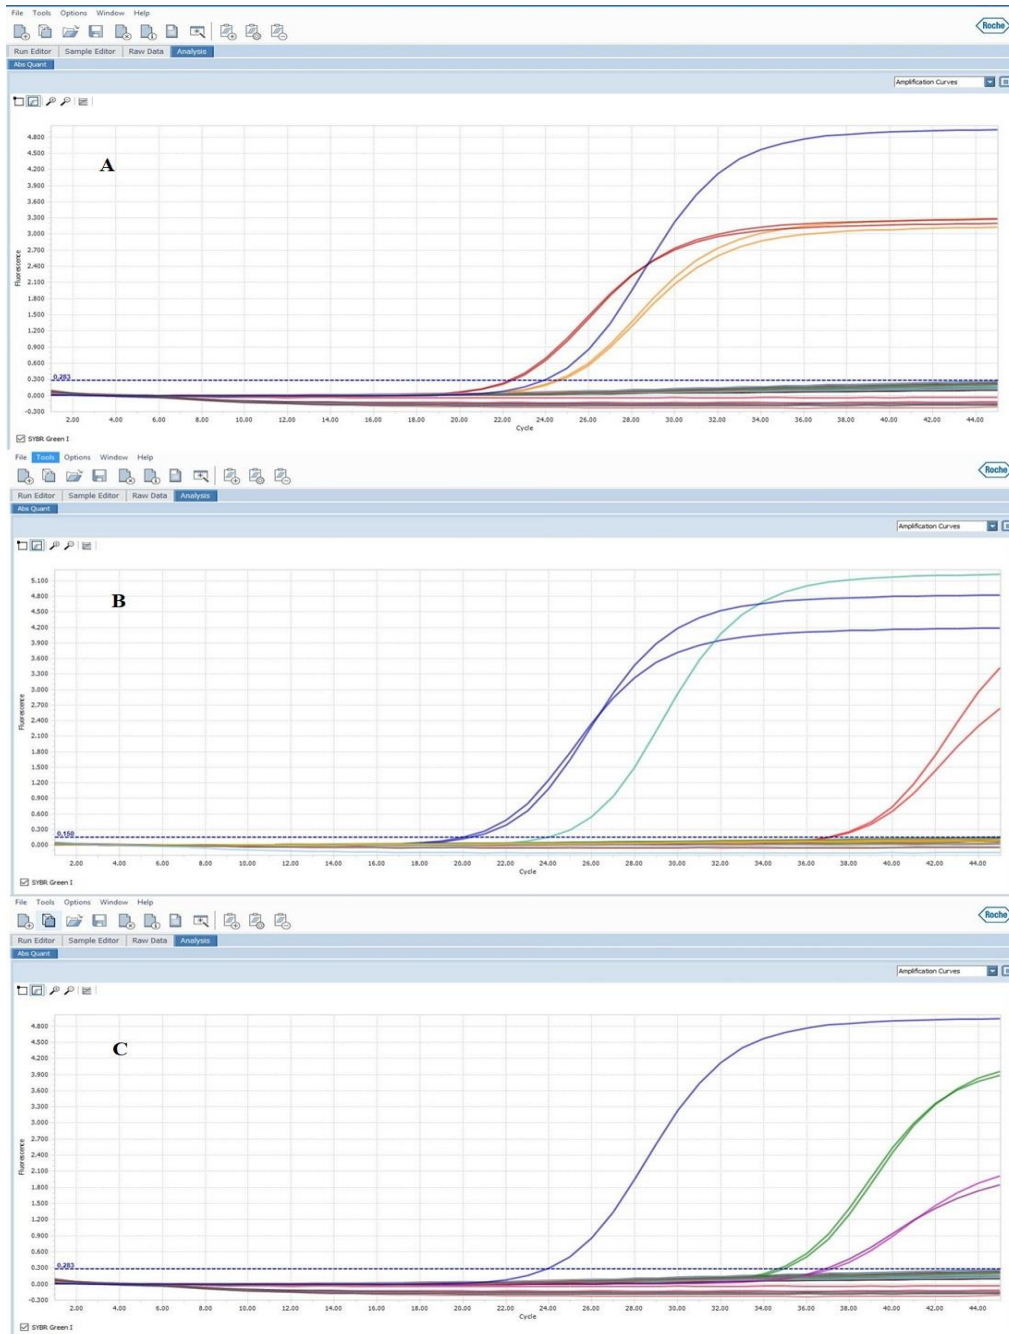 File Tools Options Window Help
Roche
Run Editor Sample Editor Raw Data Analysis
Abs Quant
Amplification Curves
A
4.800
4.500
4.200
3.900
3.600
3.300
3.000
2.700
2.400
2.100
1.800
1.500
1.200
0.900
0.600
0.300
0.000
-0.300
Fluorescence
0.283
2.00 4.00 6.00 8.00 10.00 12.00 14.00 16.00 18.00 20.00 22.00 24.00 26.00 28.00 30.00 32.00 34.00 36.00 38.00 40.00 42.00 44.00
Cycle
SYBR Green I
File Tools Options Window Help
Roche
Run Editor Sample Editor Raw Data Analysis
Abs Quant
Amplification Curves
B
5.100
4.800
4.500
4.200
3.900
3.600
3.300
3.000
2.700
2.400
2.100
1.800
1.500
1.200
0.900
0.600
0.300
0.000
Fluorescence
0.150
2.00 4.00 6.00 8.00 10.00 12.00 14.00 16.00 18.00 20.00 22.00 24.00 26.00 28.00 30.00 32.00 34.00 36.00 38.00 40.00 42.00 44.00
Cycle
SYBR Green I
File Tools Options Window Help
Roche
Run Editor Sample Editor Raw Data Analysis
Abs Quant
Amplification Curves
C
4.800
4.500
4.200
3.900
3.600
3.300
3.000
2.700
2.400
2.100
1.800
1.500
1.200
0.900
0.600
0.300
0.000
-0.300
Fluorescence
0.283
2.00 4.00 6.00 8.00 10.00 12.00 14.00 16.00 18.00 20.00 22.00 24.00 26.00 28.00 30.00 32.00 34.00 36.00 38.00 40.00 42.00 44.00
Cycle
SYBR Green I